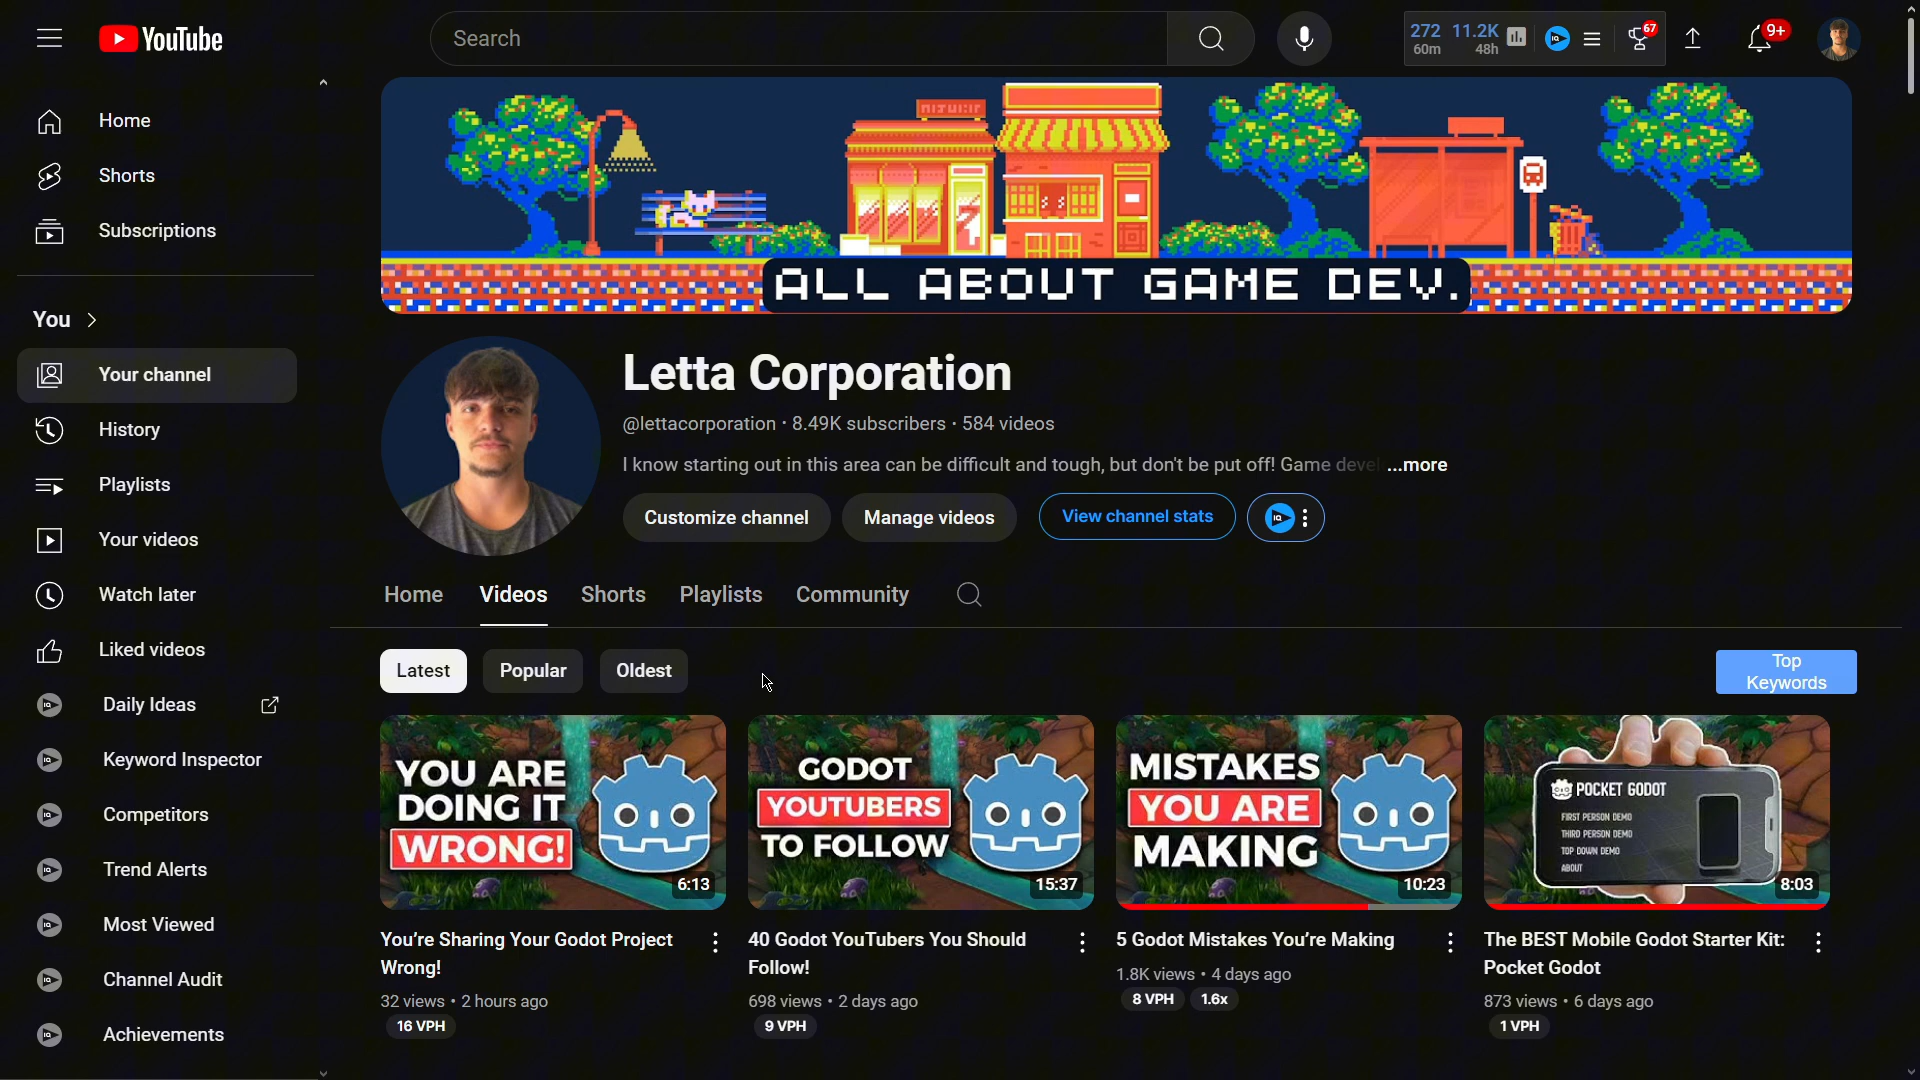 YouTube
Search
272 11.2K
60m 48h
67
9+
Home
Shorts
Subscriptions
You
Your channel
History
Playlists
Your videos
Watch later
Liked videos
Daily Ideas
Keyword Inspector
Competitors
Trend Alerts
Most Viewed
Channel Audit
Achievements
ALL ABOUT GAME DEV.
Letta Corporation
@lettacorporation · 8.49K subscribers · 584 videos
I know starting out in this area can be difficult and tough, but don't be put off! Game devel ...more
Customize channel
Manage videos
View channel stats
Home
Videos
Shorts
Playlists
Community
Latest
Popular
Oldest
Top
Keywords
YOU ARE
DOING IT
WRONG!
6:13
You're Sharing Your Godot Project
Wrong!
32 views · 2 hours ago
16 VPH
GODOT
YOUTUBERS
TO FOLLOW
15:37
40 Godot YouTubers You Should
Follow!
698 views · 2 days ago
9 VPH
MISTAKES
YOU ARE
MAKING
10:23
5 Godot Mistakes You're Making
1.8K views · 4 days ago
8 VPH 1.6x
POCKET GODOT
FIRST PERSON DEMO
THIRD PERSON DEMO
TOP DOWN DEMO
ABOUT
8:03
The BEST Mobile Godot Starter Kit:
Pocket Godot
873 views · 6 days ago
1 VPH